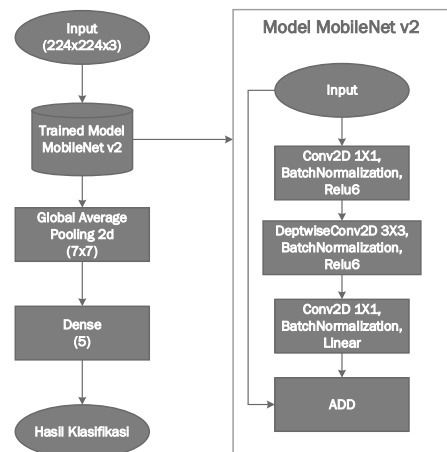 Input
(224x224x3)
Trained Model
MobileNet v2
Global Average
Pooling 2d
(7x7)
Dense
(5)
Hasil Klasifikasi
Model MobileNet v2
Input
Conv2D 1X1,
BatchNormalization,
Relu6
DeptwiseConv2D 3X3,
BatchNormalization,
Relu6
Conv2D 1X1,
BatchNormalization,
Linear
ADD